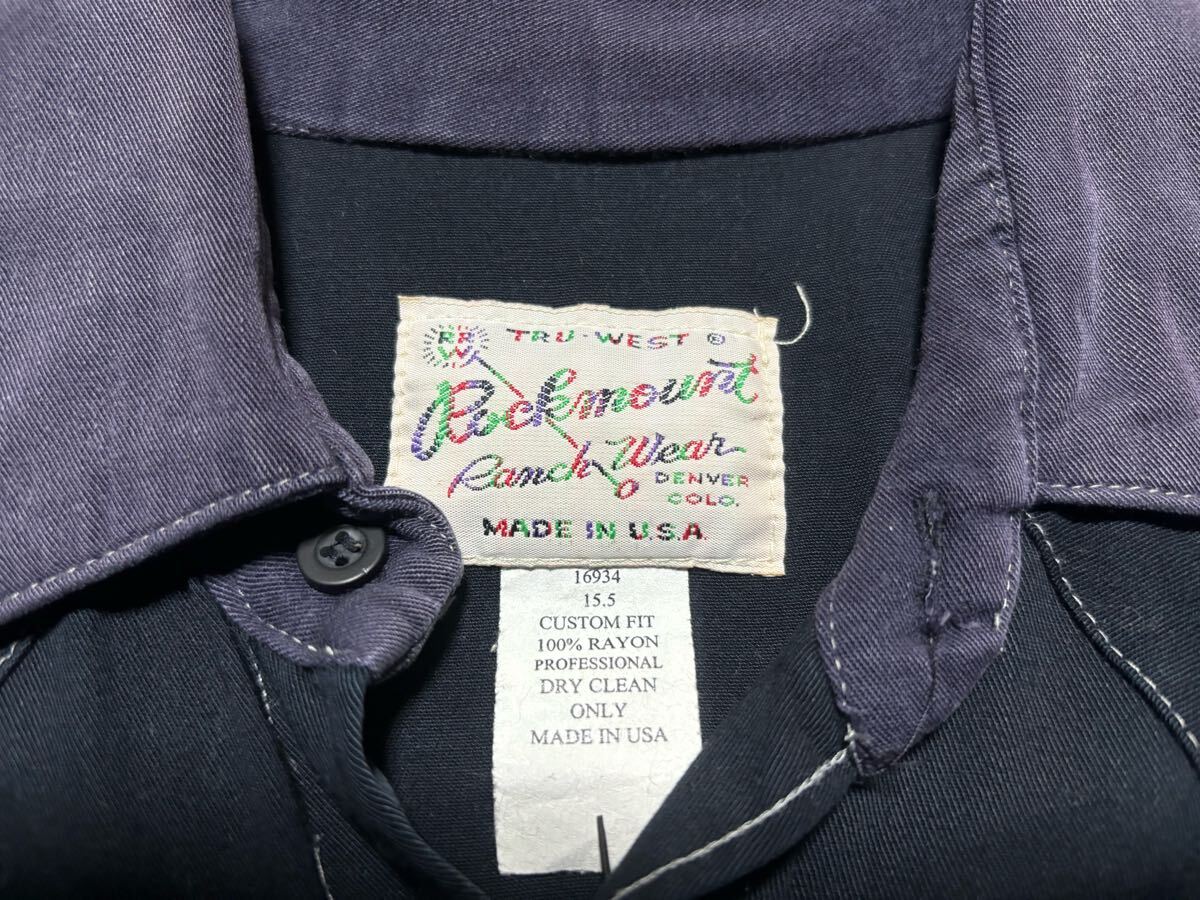 RRW
TRU-WEST ®
Rockmount
Ranch Wear
DENVER
COLO.
MADE IN U.S.A.
16934
15.5
CUSTOM FIT
100% RAYON
PROFESSIONAL
DRY CLEAN
ONLY
MADE IN USA